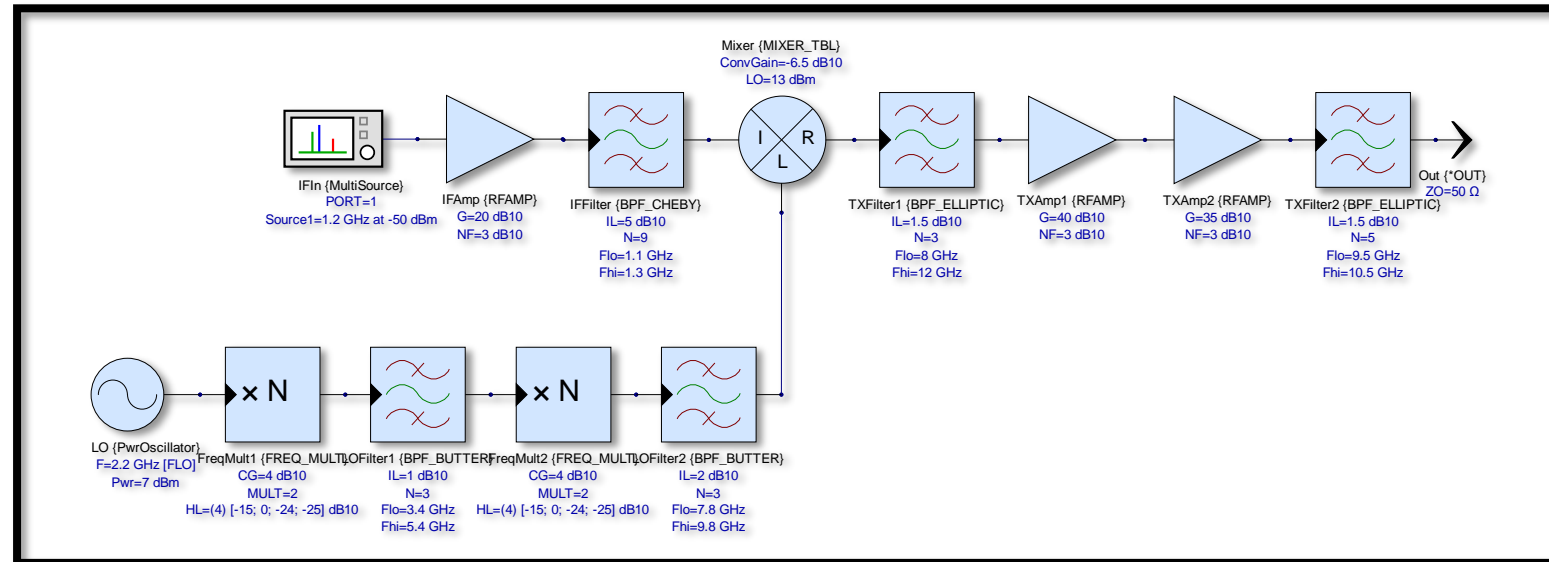 Mixer {MIXER_TBL}
ConvGain=-6.5 dB10
LO=13 dBm
I
R
L
IFIn {MultiSource}
PORT=1
Source1=1.2 GHz at -50 dBm
IFAmp {RFAMP}
G=20 dB10
NF=3 dB10
IFFilter {BPF_CHEBY}
IL=5 dB10
N=9
Flo=1.1 GHz
Fhi=1.3 GHz
TXFilter1 {BPF_ELLIPTIC}
IL=1.5 dB10
N=3
Flo=8 GHz
Fhi=12 GHz
TXAmp1 {RFAMP}
G=40 dB10
NF=3 dB10
TXAmp2 {RFAMP}
G=35 dB10
NF=3 dB10
TXFilter2 {BPF_ELLIPTIC}
IL=1.5 dB10
N=5
Flo=9.5 GHz
Fhi=10.5 GHz
Out {*OUT}
ZO=50 Ω
LO {PwrOscillator}
F=2.2 GHz [FLO]
Pwr=7 dBm
× N
FreqMult1 {FREQ_MULT}
CG=4 dB10
MULT=2
HL=(4) [-15; 0; -24; -25] dB10
LOFilter1 {BPF_BUTTER}
IL=1 dB10
N=3
Flo=3.4 GHz
Fhi=5.4 GHz
× N
FreqMult2 {FREQ_MULT}
CG=4 dB10
MULT=2
HL=(4) [-15; 0; -24; -25] dB10
LOFilter2 {BPF_BUTTER}
IL=2 dB10
N=3
Flo=7.8 GHz
Fhi=9.8 GHz